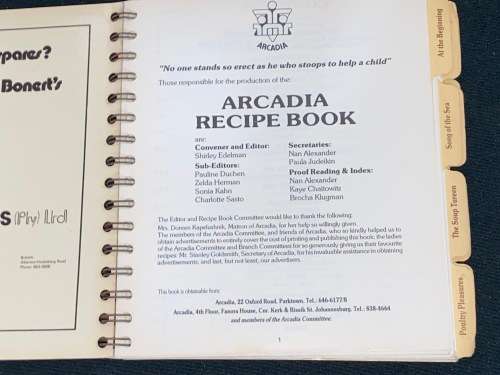 pares?
Bonert's
(Pty) Ltd
ARCADIA
"No one stands so erect as he who stoops to help a child"
Those responsible for the production of the:
ARCADIA
RECIPE BOOK
are:
Convener and Editor:
Shirley Edelman
Sub-Editors:
Pauline Duchen
Zelda Herman
Sonia Kahn
Charlotte Sasto
Secretaries:
Nan Alexander
Paula Judeikin
Proof Reading & Index:
Nan Alexander
Kaye Chaitowitz
Brocha Klugman
The Editor and Recipe Book Committee would like to thank the following:
Mrs. Doreen Kapelushnik, Matron of Arcadia, for her help so willingly given.
The members of the Arcadia Committee, and friends of Arcadia, who so kindly helped us to
obtain advertisements to entirely cover the cost of printing and publishing this book; the ladies
of the Arcadia Committee and Branch Committees for so generously giving us their favourite
recipes: Mr. Stanley Goldsmith, Secretary of Arcadia, for his invaluable assistance in obtaining
advertisements, and last, but not least, our advertisers.
This book is obtainable from:
Arcadia, 22 Oxford Road, Parktown. Tel.: 646-6177/8
Arcadia, 4th Floor, Fanora House, Cnr. Kerk & Rissik St. Johannesburg. Tel.: 838-4664
and members of the Arcadia Committee.
1
At the Beginning
Song of the Sea
The Soup Tureen
Poultry Pleasures